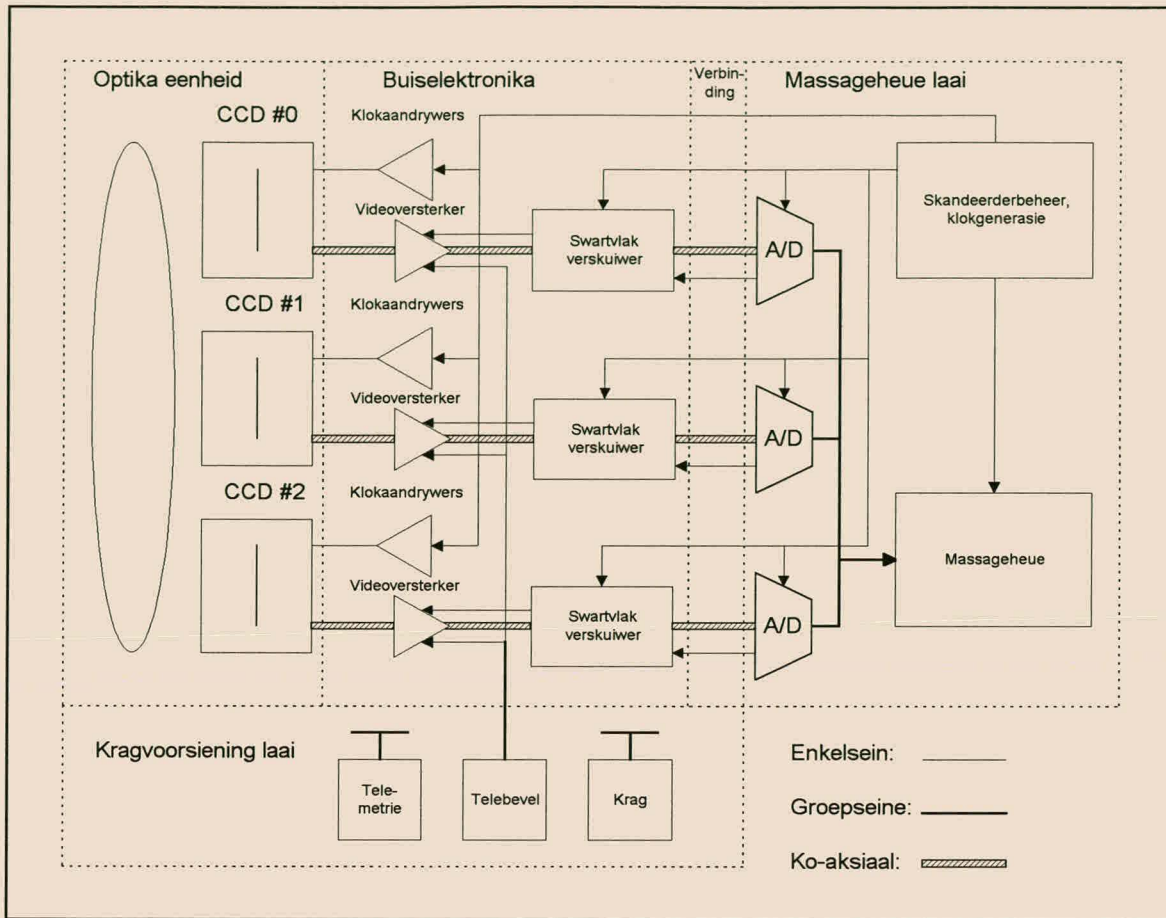 Optika eenheid
Buiselektronika
Verbin-
ding
Massageheue laai
CCD #0
Klokaandrywers
Videoversterker
Swartvlak
verskuiwer
A/D
Skandeerderbeheer,
klokgenerasie
CCD #1
Klokaandrywers
Videoversterker
Swartvlak
verskuiwer
A/D
CCD #2
Klokaandrywers
Videoversterker
Swartvlak
verskuiwer
A/D
Massageheue
Kragvoorsiening laai
Tele-
metrie
Telebevel
Krag
Enkelsein:
Groepseine:
Ko-aksiaal: